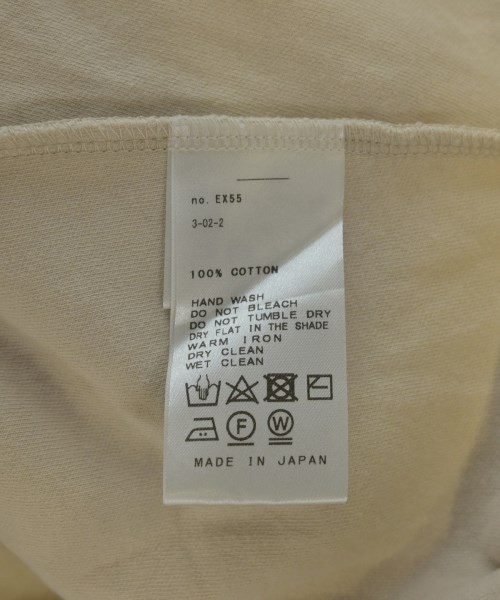 no. EX55
3-02-2
100% COTTON
HAND WASH
DO NOT BLEACH
DO NOT TUMBLE DRY
DRY FLAT IN THE SHADE
WARM IRON
DRY CLEAN
WET CLEAN
F W
MADE IN JAPAN